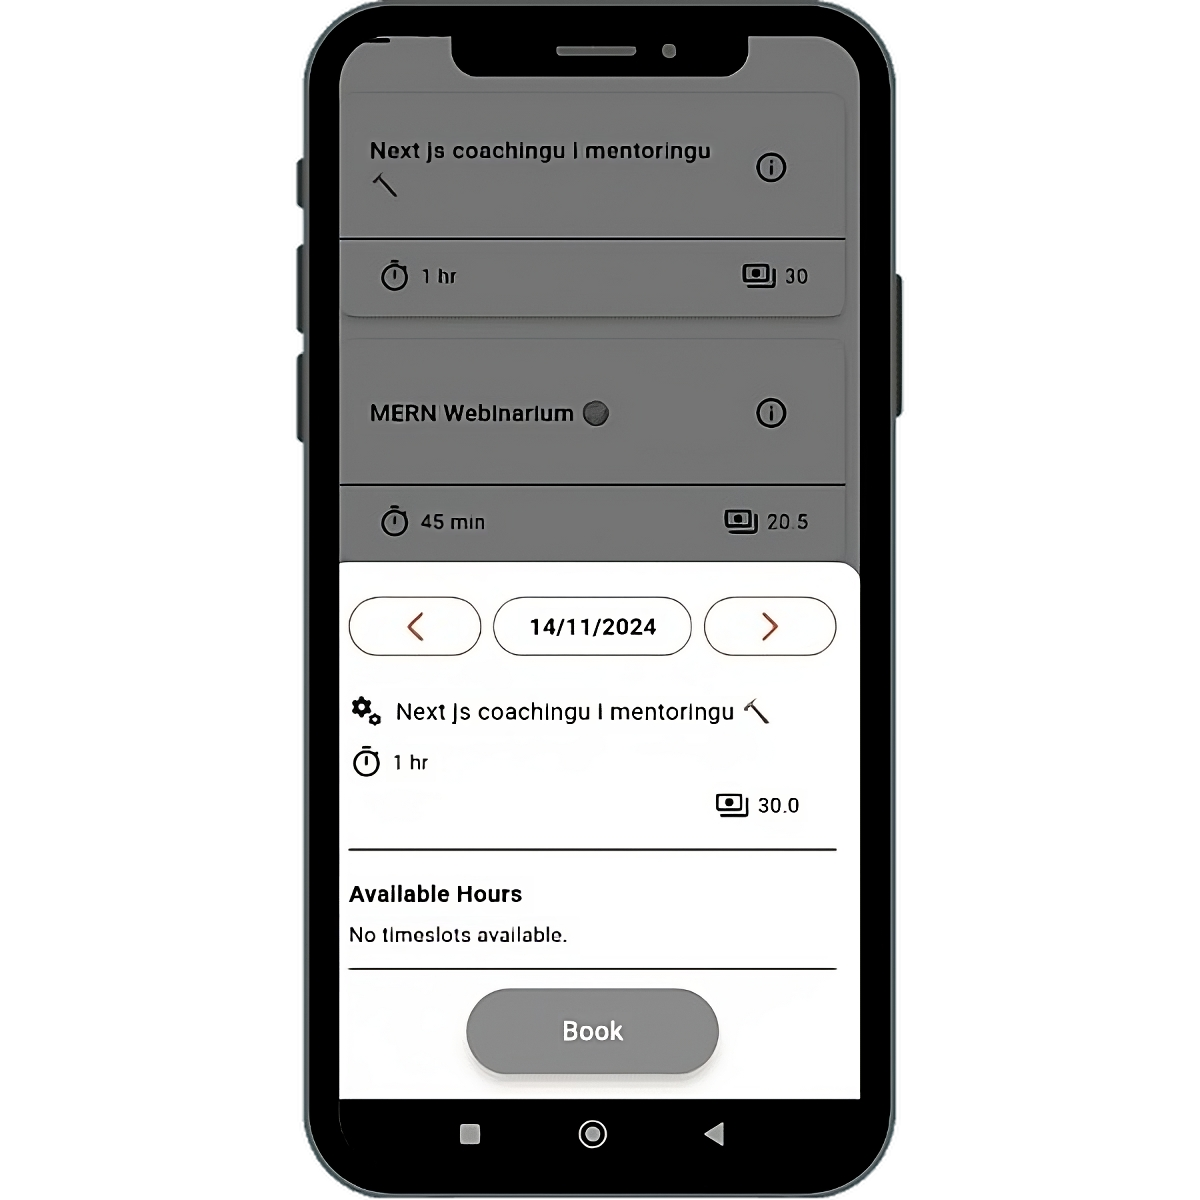 Next js coachingu i mentoringu
1 hr
30
MERN Webinarium
45 min
20.5
14/11/2024
Next js coachingu i mentoringu
1 hr
30.0
Available Hours
No timeslots available.
Book